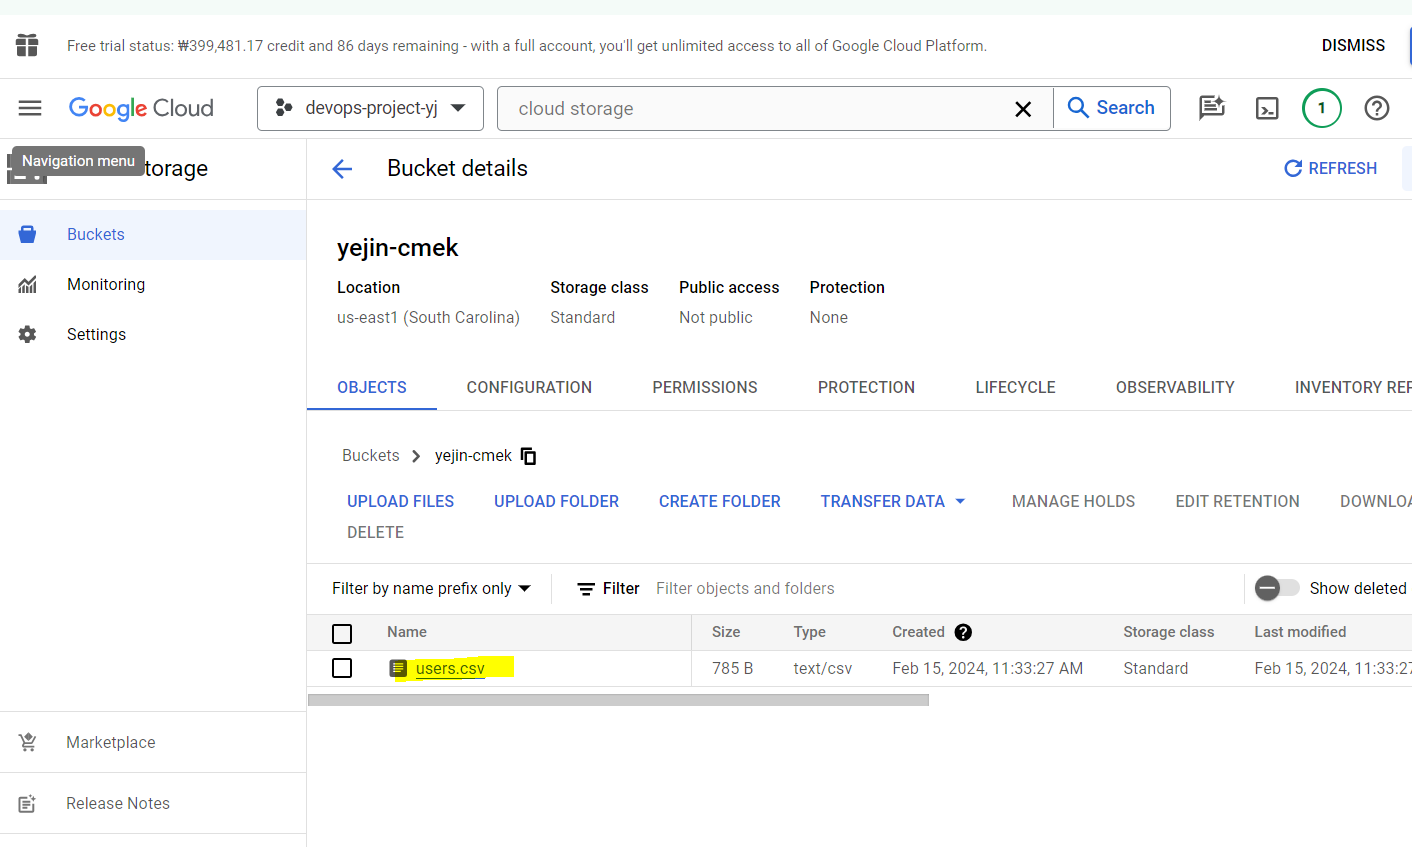 Free trial status: ₩399,481.17 credit and 86 days remaining - with a full account, you'll get unlimited access to all of Google Cloud Platform.
DISMISS
Google Cloud
devops-project-yj
cloud storage
Search
1
Navigation menu
torage
Bucket details
REFRESH
Buckets
Monitoring
Settings
Marketplace
Release Notes
yejin-cmek
Location Storage class Public access Protection
us-east1 (South Carolina) Standard Not public None
OBJECTS CONFIGURATION PERMISSIONS PROTECTION LIFECYCLE OBSERVABILITY INVENTORY REP
Buckets yejin-cmek
UPLOAD FILES UPLOAD FOLDER CREATE FOLDER TRANSFER DATA MANAGE HOLDS EDIT RETENTION DOWNLOA
DELETE
Filter by name prefix only Filter Filter objects and folders Show deleted
Name Size Type Created Storage class Last modified
users.csv 785 B text/csv Feb 15, 2024, 11:33:27 AM Standard Feb 15, 2024, 11:33:27